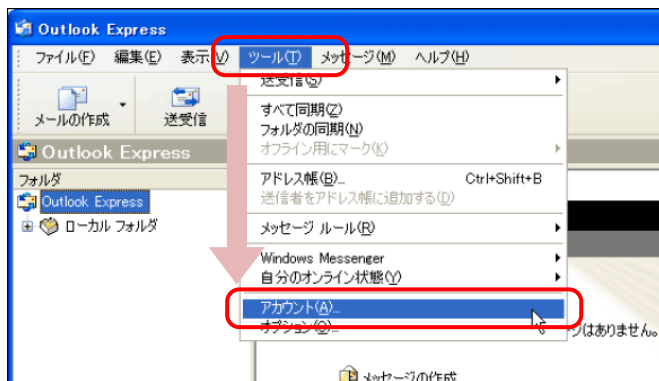 Outlook Express
ファイル(F) 編集(E) 表示(V) ツール(T) メッセージ(M) ヘルプ(H)
メールの作成 送受信
送受信(S)
すべて同期(Z)
フォルダの同期(N)
オフライン用にマーク(K)
Outlook Express
フォルダ
アドレス帳(B)... Ctrl+Shift+B
送信者をアドレス帳に追加する(D)
Outlook Express
ローカル フォルダ
メッセージ ルール(R)
Windows Messenger
自分のオンライン状態(Y)
アカウント(A)...
オプション(O)...
ジはありません。
メッセージの作成